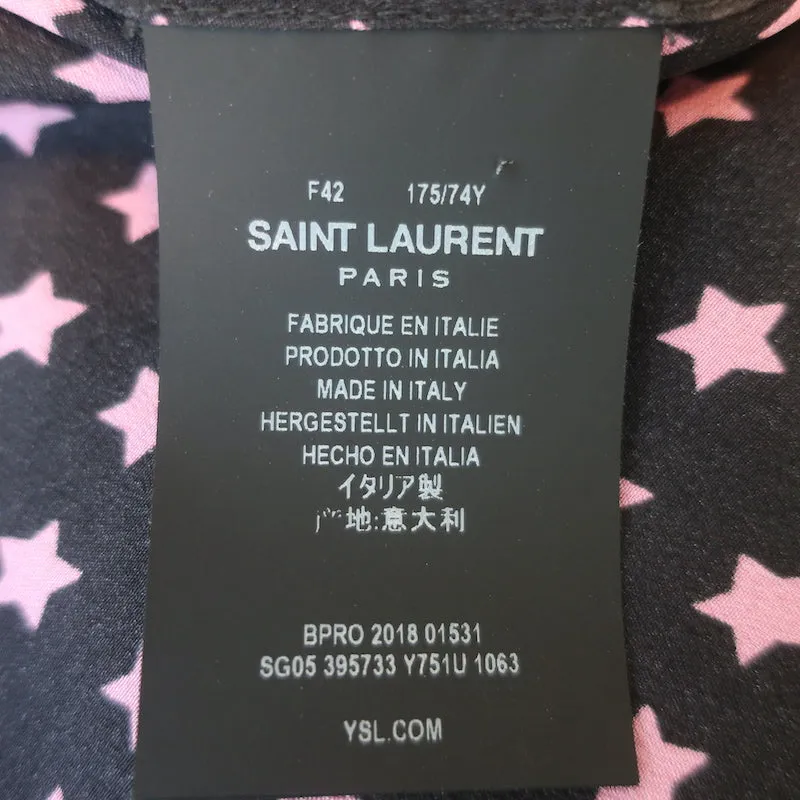 F42 175/74Y
SAINT LAURENT
PARIS
FABRIQUE EN ITALIE
PRODOTTO IN ITALIA
MADE IN ITALY
HERGESTELLT IN ITALIEN
HECHO EN ITALIA
イタリア製
地:意大利
BPRO 2018 01531
SG05 395733 Y751U 1063
YSL.COM